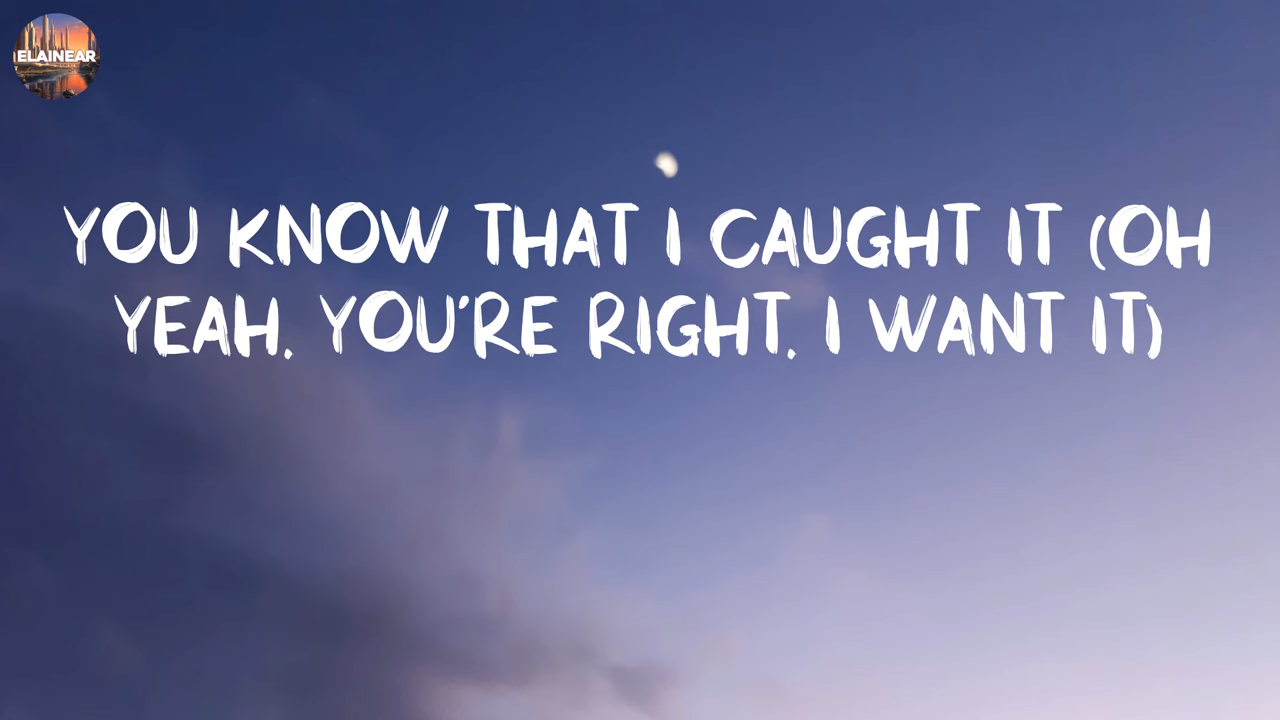 ELAINEAR
YOU KNOW THAT I CAUGHT IT (OH
YEAH, YOU'RE RIGHT, I WANT IT)